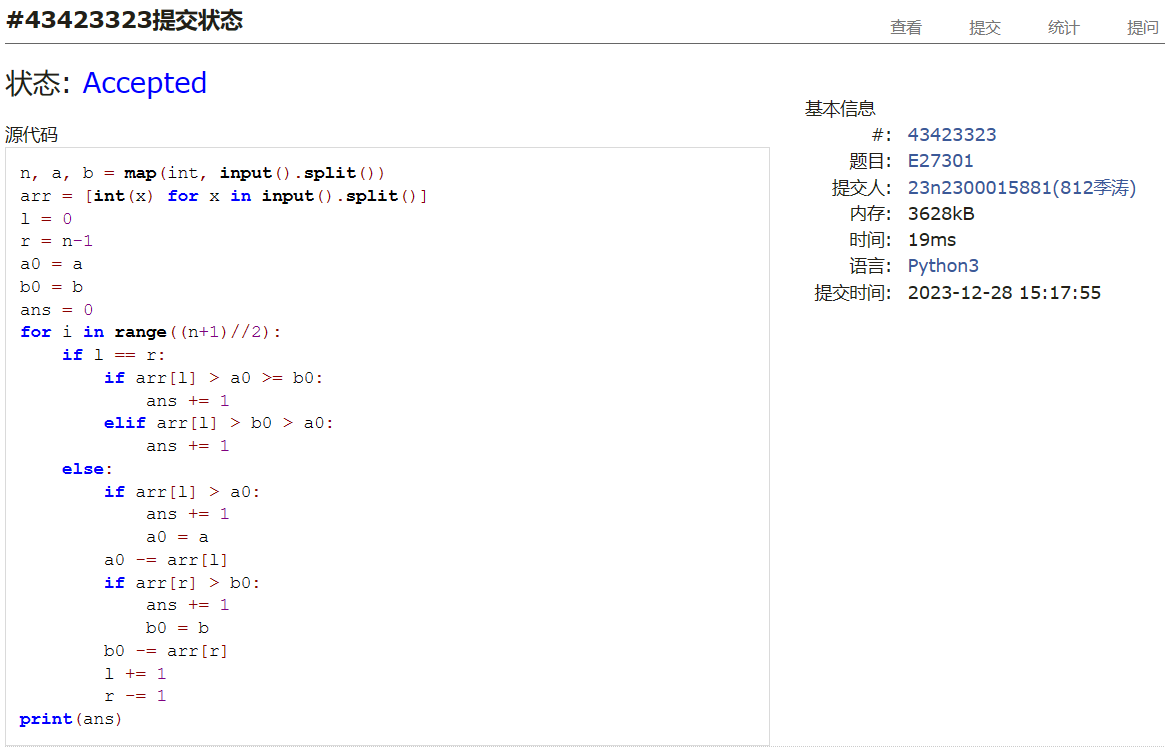 #43423323提交状态
查看 提交 统计 提问
状态: Accepted
源代码
n, a, b = map(int, input().split())
arr = [int(x) for x in input().split()]
l = 0
r = n-1
a0 = a
b0 = b
ans = 0
for i in range((n+1)//2):
    if l == r:
        if arr[l] > a0 >= b0:
            ans += 1
        elif arr[l] > b0 > a0:
            ans += 1
    else:
        if arr[l] > a0:
            ans += 1
            a0 = a
        a0 -= arr[l]
        if arr[r] > b0:
            ans += 1
            b0 = b
        b0 -= arr[r]
        l += 1
        r -= 1
print(ans)
基本信息
#: 43423323
题目: E27301
提交人: 23n2300015881(812季涛)
内存: 3628kB
时间: 19ms
语言: Python3
提交时间: 2023-12-28 15:17:55